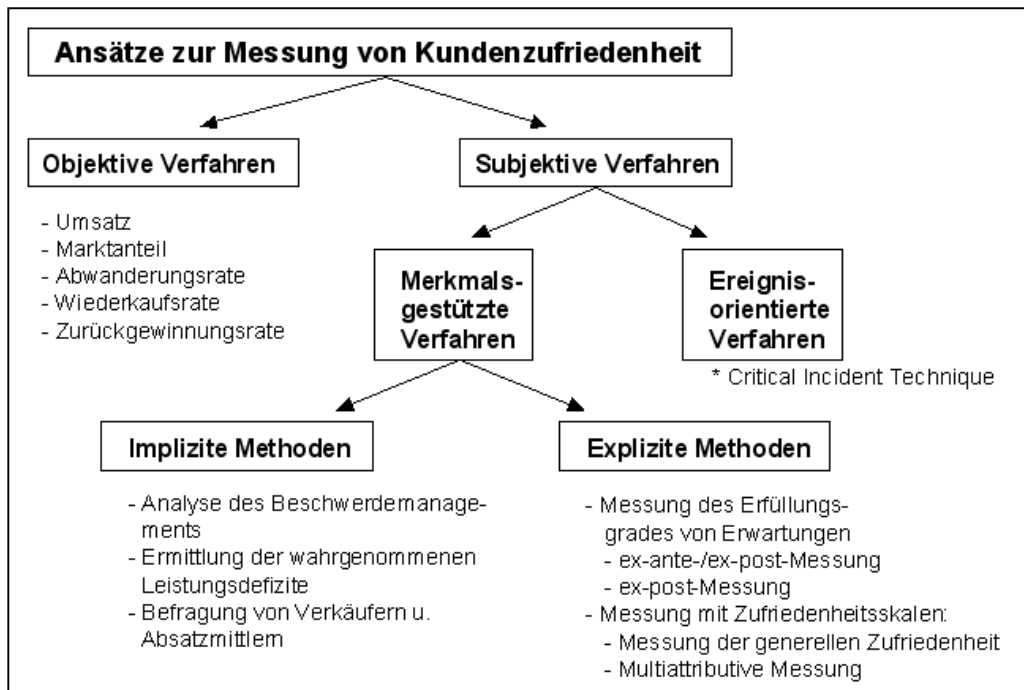 Ansätze zur Messung von Kundenzufriedenheit
Objektive Verfahren
- Umsatz
- Marktanteil
- Abwanderungsrate
- Wiederkaufsrate
- Zurückgewinnungsrate
Subjektive Verfahren
Merkmals-
gestützte
Verfahren
Ereignis-
orientierte
Verfahren
* Critical Incident Technique
Implizite Methoden
- Analyse des Beschwerdemanage-
ments
- Ermittlung der wahrgenommenen
Leistungsdefizite
- Befragung von Verkäufern u.
Absatzmittlern
Explizite Methoden
- Messung des Erfüllungs-
grades von Erwartungen
- ex-ante-/ex-post-Messung
- ex-post-Messung
- Messung mit Zufriedenheitsskalen:
- Messung der generellen Zufriedenheit
- Multiattributive Messung